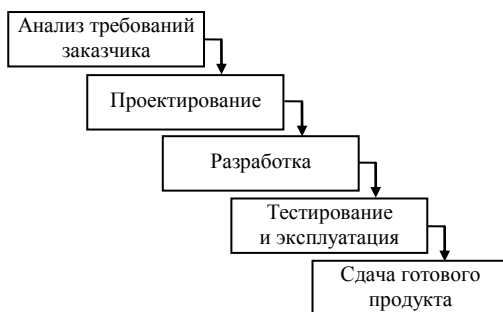 Анализ требований
заказчика
Проектирование
Разработка
Тестирование
и эксплуатация
Сдача готового
продукта